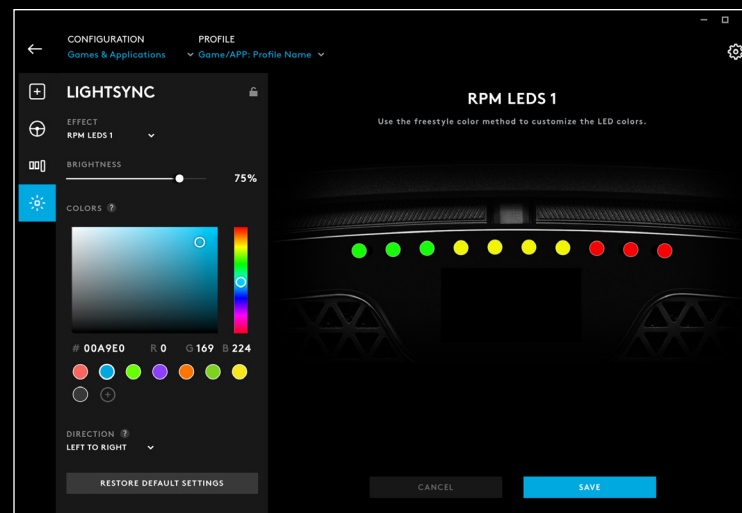 CONFIGURATION
PROFILE
Games & Applications
Game/APP: Profile Name
LIGHTSYNC
EFFECT
RPM LEDS 1
BRIGHTNESS
75%
COLORS ?
# 00A9E0 R 0 G 169 B 224
DIRECTION ?
LEFT TO RIGHT
RESTORE DEFAULT SETTINGS
RPM LEDS 1
Use the freestyle color method to customize the LED colors.
CANCEL
SAVE